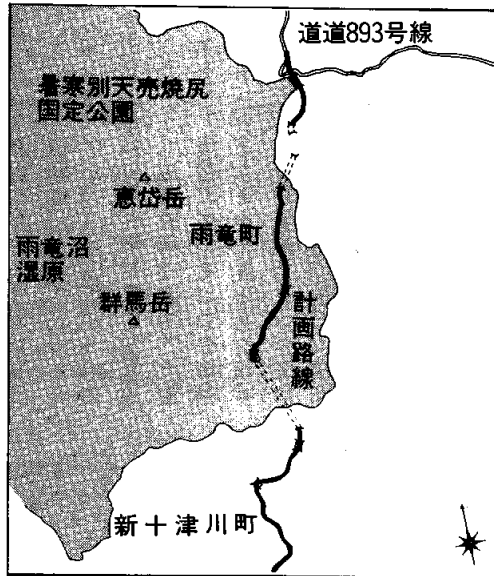 道道893号線
暑寒別天売焼尻
国定公園
恵岱岳
雨竜町
雨竜沼
湿原
群馬岳
計画路線
新十津川町